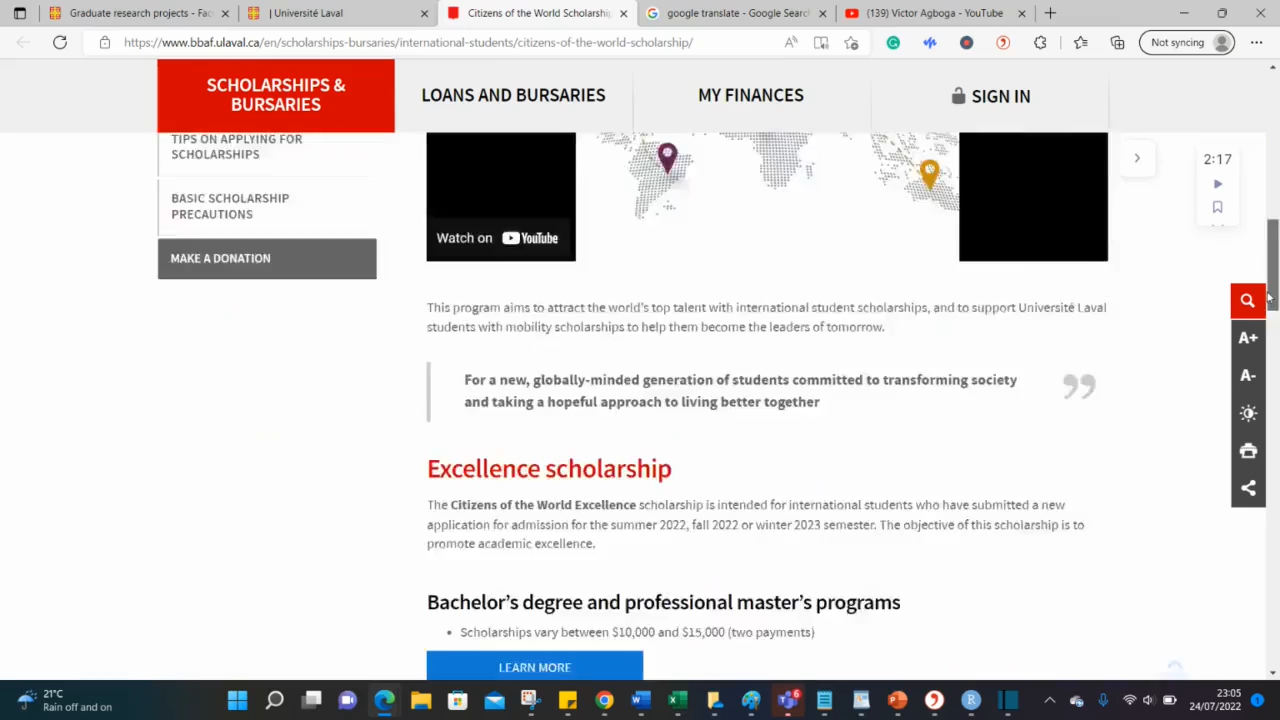 Graduate research projects - Fac
| Université Laval
Citizens of the World Scholarship
google translate - Google Search
(139) Victor Agboga - YouTube
https://www.bbaf.ulaval.ca/en/scholarships-bursaries/international-students/citizens-of-the-world-scholarship/
Not syncing
SCHOLARSHIPS &
BURSARIES
LOANS AND BURSARIES
MY FINANCES
SIGN IN
TIPS ON APPLYING FOR
SCHOLARSHIPS
BASIC SCHOLARSHIP
PRECAUTIONS
MAKE A DONATION
Watch on YouTube
2:17
This program aims to attract the world's top talent with international student scholarships, and to support Université Laval
students with mobility scholarships to help them become the leaders of tomorrow.
For a new, globally-minded generation of students committed to transforming society
and taking a hopeful approach to living better together
A+
A-
Excellence scholarship
The Citizens of the World Excellence scholarship is intended for international students who have submitted a new
application for admission for the summer 2022, fall 2022 or winter 2023 semester. The objective of this scholarship is to
promote academic excellence.
Bachelor's degree and professional master's programs
• Scholarships vary between $10,000 and $15,000 (two payments)
LEARN MORE
21°C
Rain off and on
6
23:05
24/07/2022
1